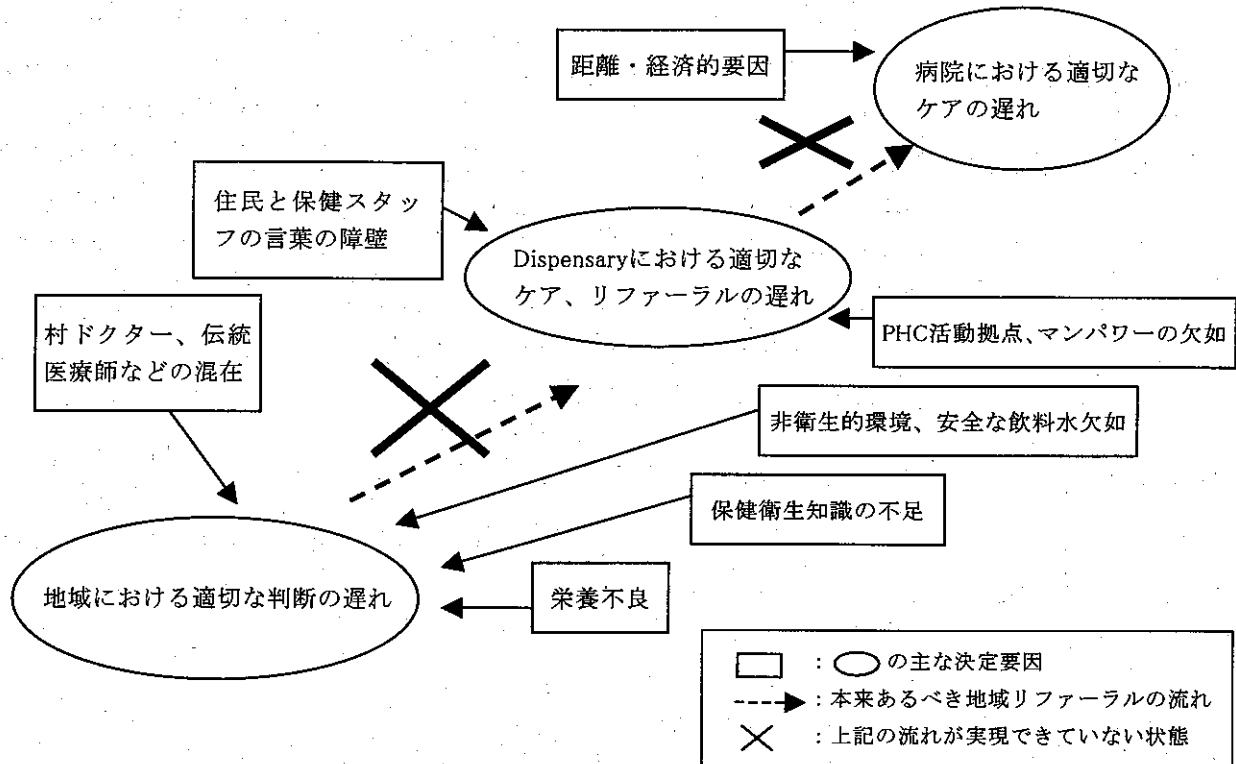 距離・経済的要因
病院における適切な
ケアの遅れ
住民と保健スタッ
フの言葉の障壁
Dispensaryにおける適切な
ケア、リファーラルの遅れ
村ドクター、伝統
医療師などの混在
PHC活動拠点、マンパワーの欠如
非衛生的環境、安全な飲料水欠如
保健衛生知識の不足
地域における適切な判断の遅れ
栄養不良
:の主な決定要因
:本来あるべき地域リファーラルの流れ
:上記の流れが実現できていない状態